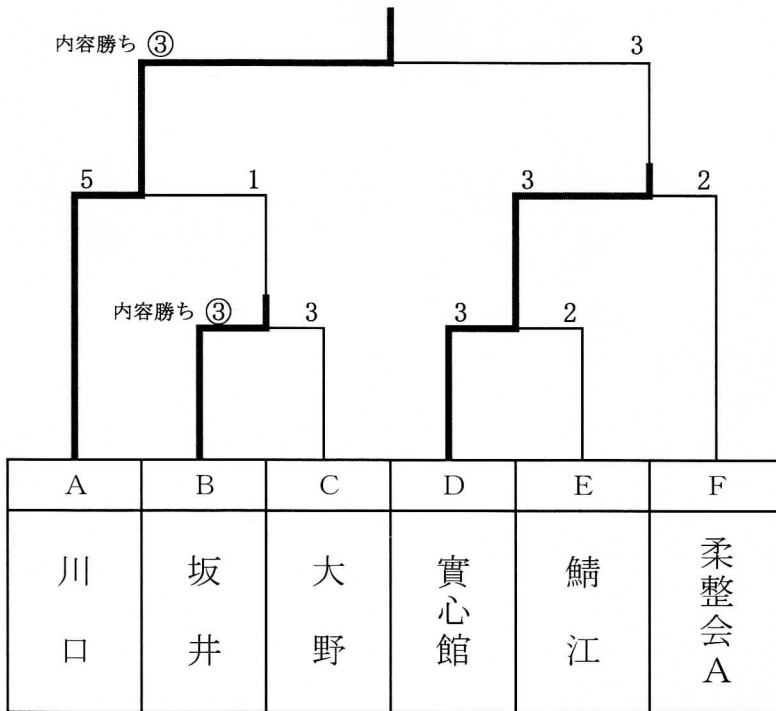 内容勝ち ③ 3
5 1 3 2
内容勝ち ③ 3 3 2
A B C D E F
川口 坂井 大野 實心館 鯖江 柔整会A